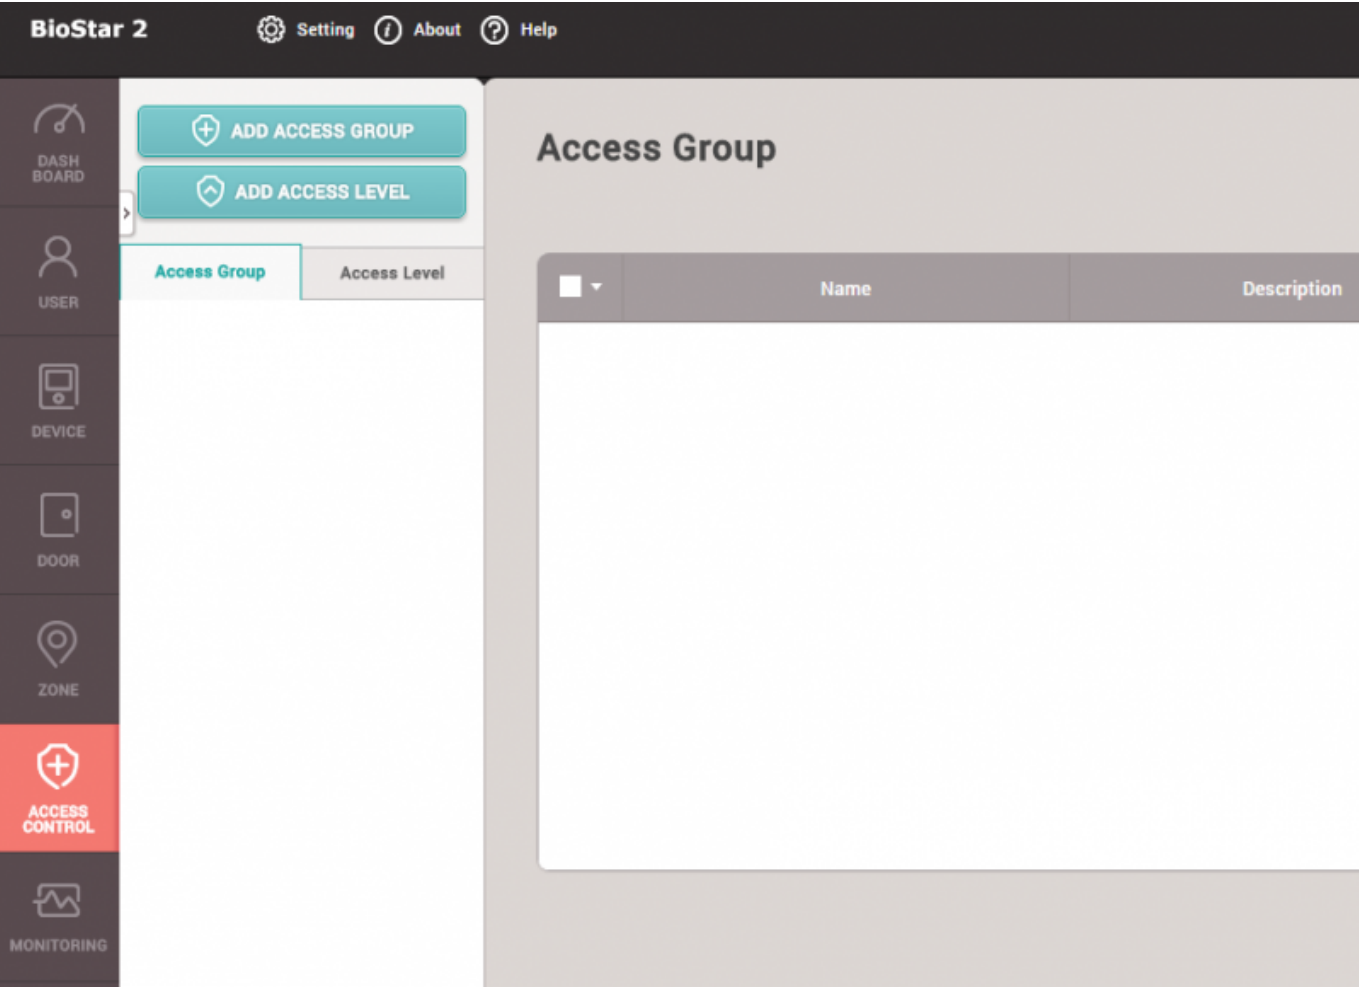 BioStar 2
Setting
About
Help
DASH
BOARD
USER
DEVICE
DOOR
ZONE
ACCESS
CONTROL
MONITORING
ADD ACCESS GROUP
ADD ACCESS LEVEL
Access Group
Access Level
Access Group
Name
Description